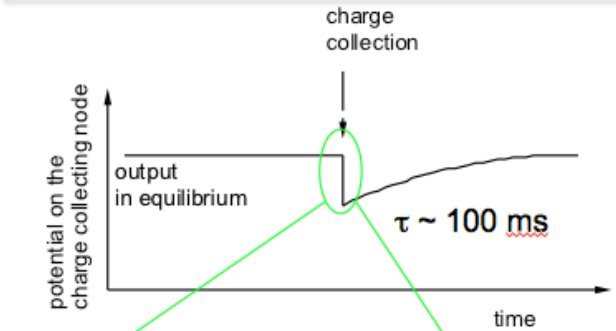 charge
collection
potential on the
charge collecting node
output
in equilibrium
τ ~ 100 ms
time